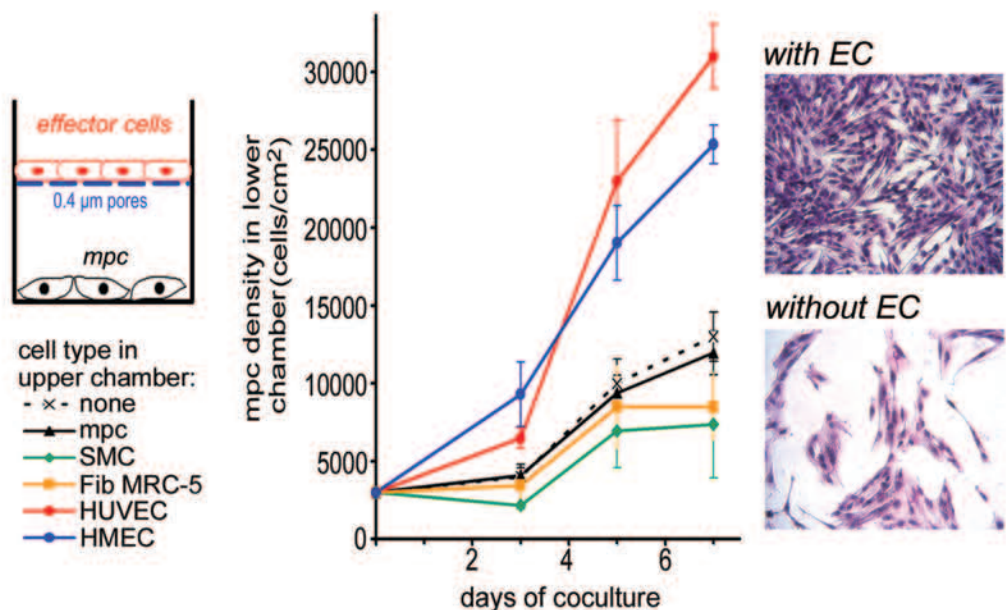 effector cells
0.4 µm pores
mpc
cell type in
upper chamber:
none
mpc
SMC
Fib MRC-5
HUVEC
HMEC
mpc density in lower
chamber(cells/cm²)
30000
25000
20000
15000
10000
5000
0
0
2
4
6
days of coculture
with EC
without EC